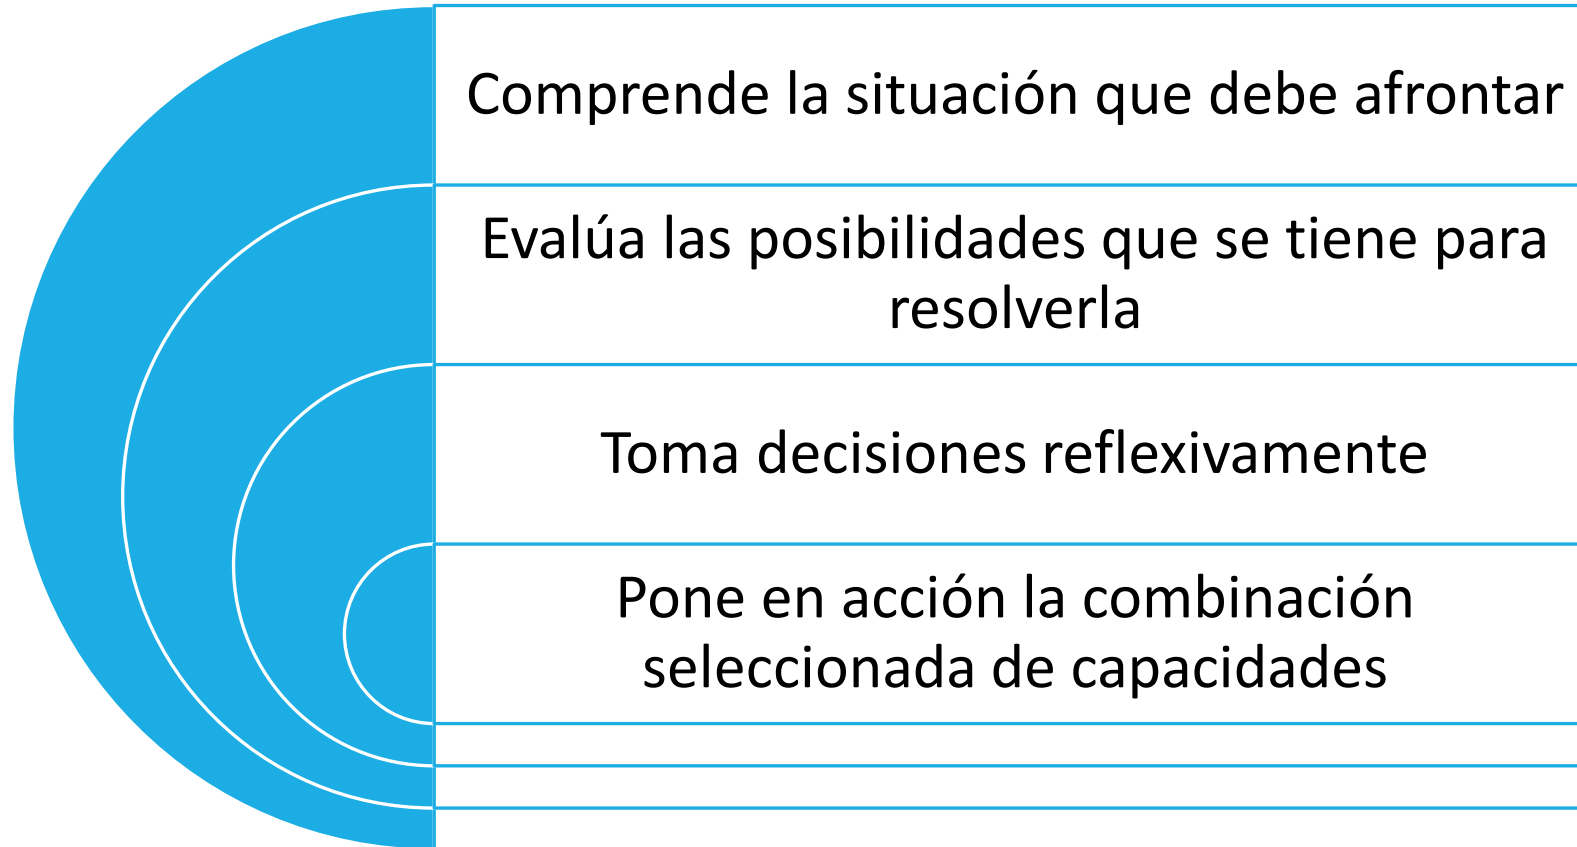 Comprende la situación que debe afrontar
Evalúa las posibilidades que se tiene para
resolverla
Toma decisiones reflexivamente
Pone en acción la combinación
seleccionada de capacidades